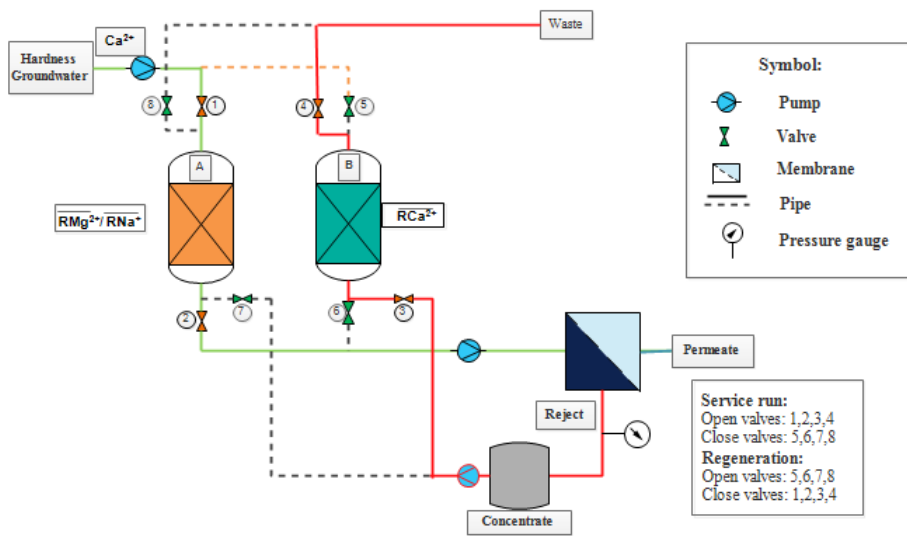 Waste
Ca²⁺
Hardness
Groundwater
8
1
4
5
A
B
RMg²⁺/RNa⁺
RCa²⁺
2
7
6
3
Permeate
Reject
Concentrate
Symbol:
Pump
Valve
Membrane
Pipe
Pressure gauge
Service run:
Open valves: 1,2,3,4
Close valves: 5,6,7,8
Regeneration:
Open valves: 5,6,7,8
Close valves: 1,2,3,4